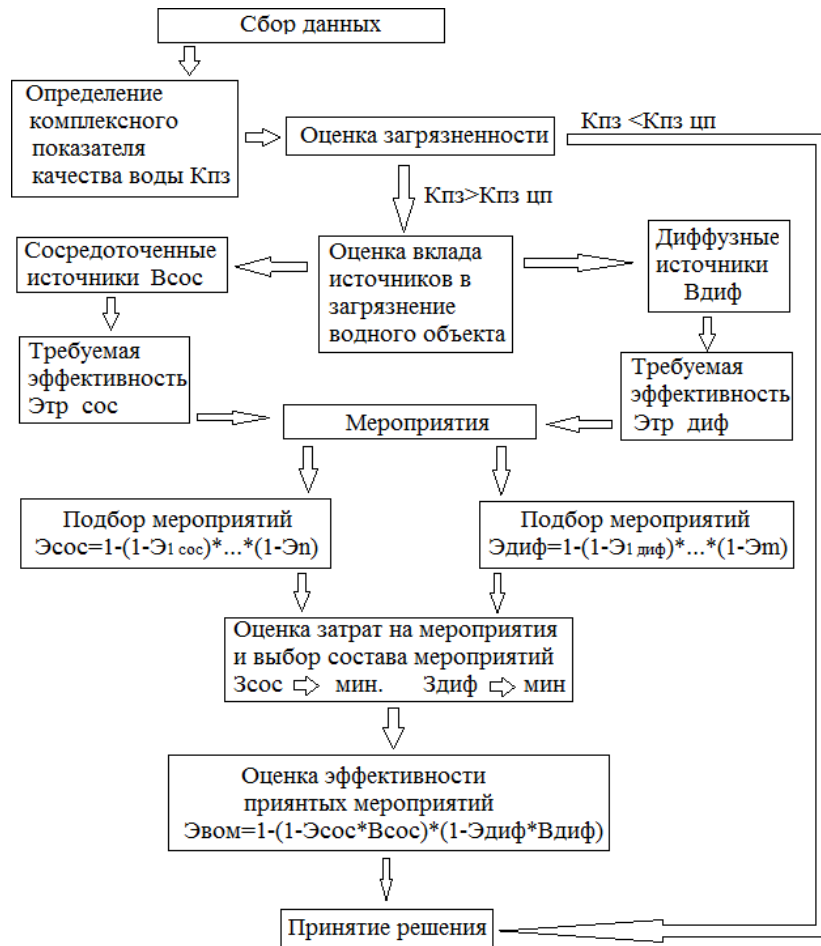 Сбор данных
Определение
комплексного
показателя
качества воды Кпз
Оценка загрязненности
Кпз <Кпз цп
Кпз>Кпз цп
Сосредоточенные
источники Всос
Оценка вклада
источников в
загрязнение
водного объекта
Диффузные
источники
Вдиф
Требуемая
эффективность
Этр сос
Требуемая
эффективность
Этр диф
Мероприятия
Подбор мероприятий
Эсос=1-(1-Э1 сос)*...*(1-Эn)
Подбор мероприятий
Эдиф=1-(1-Э1 диф)*...*(1-Эm)
Оценка затрат на мероприятия
и выбор состава мероприятий
Зсос ⇨ мин. Здиф ⇨ мин
Оценка эффективности
приянтых мероприятий
Эвом=1-(1-Эсос*Всос)*(1-Эдиф*Вдиф)
Принятие решения